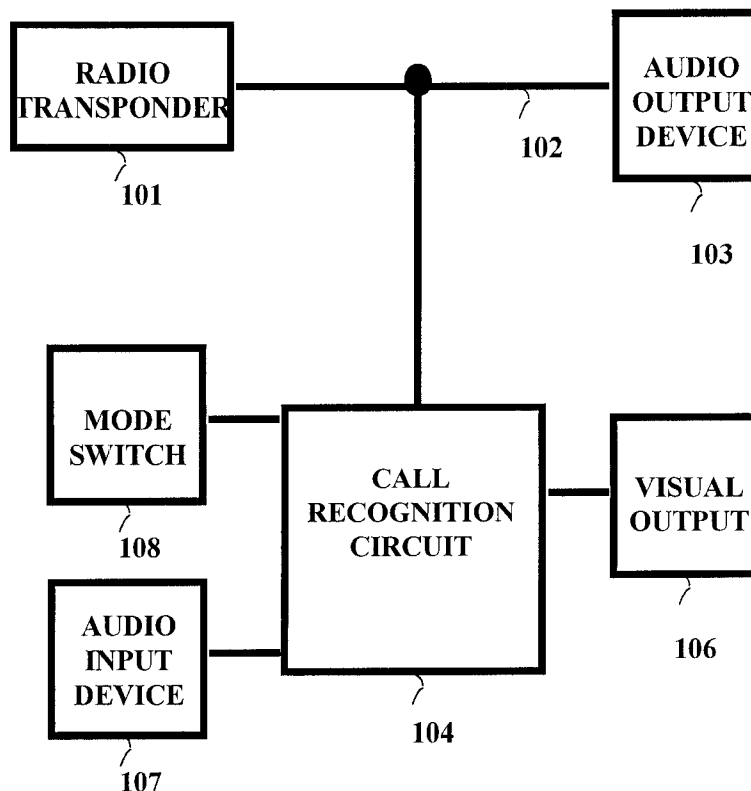 RADIO
TRANSPONDER
101
102
AUDIO
OUTPUT
DEVICE
103
MODE
SWITCH
108
CALL
RECOGNITION
CIRCUIT
104
VISUAL
OUTPUT
106
AUDIO
INPUT
DEVICE
107